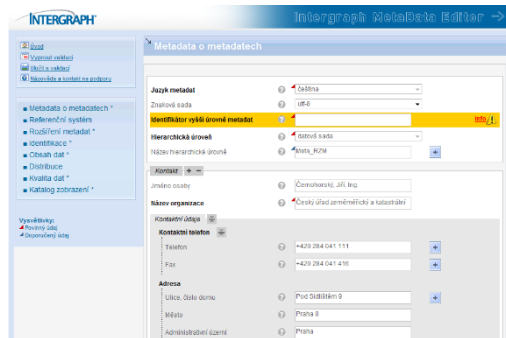 INTERGRAPH
Intergraph MetaData Editor
Úvod
Vypnout validaci
Uložit a validaci
Nápověda a kontakt na podporu
Metadata o metadatech *
Referenční systém
Rozšíření metadat *
Identifikace *
Obsah dat *
Distribuce
Kvalita dat *
Katalog zobrazení *
Vysvětlivky:
Povinný údaj
Doporučený údaj
Metadata o metadatech
Jazyk metadat
čeština
Znaková sada
utf-8
Identifikátor vyšší úrovně metadat
Info
Hierarchická úroveň
datová sada
Název hierarchické úrovně
Meta_RZM
Kontakt
Jméno osoby
Černohorský, Jiří, Ing.
Název organizace
Český úřad zeměměřický a katastrální
Kontaktní údaje
Kontaktní telefon
Telefon
+420 284 041 111
Fax
+420 284 041 416
Adresa
Ulice, číslo domu
Pod Sídlištěm 9
Město
Praha 8
Administrativní území
Praha